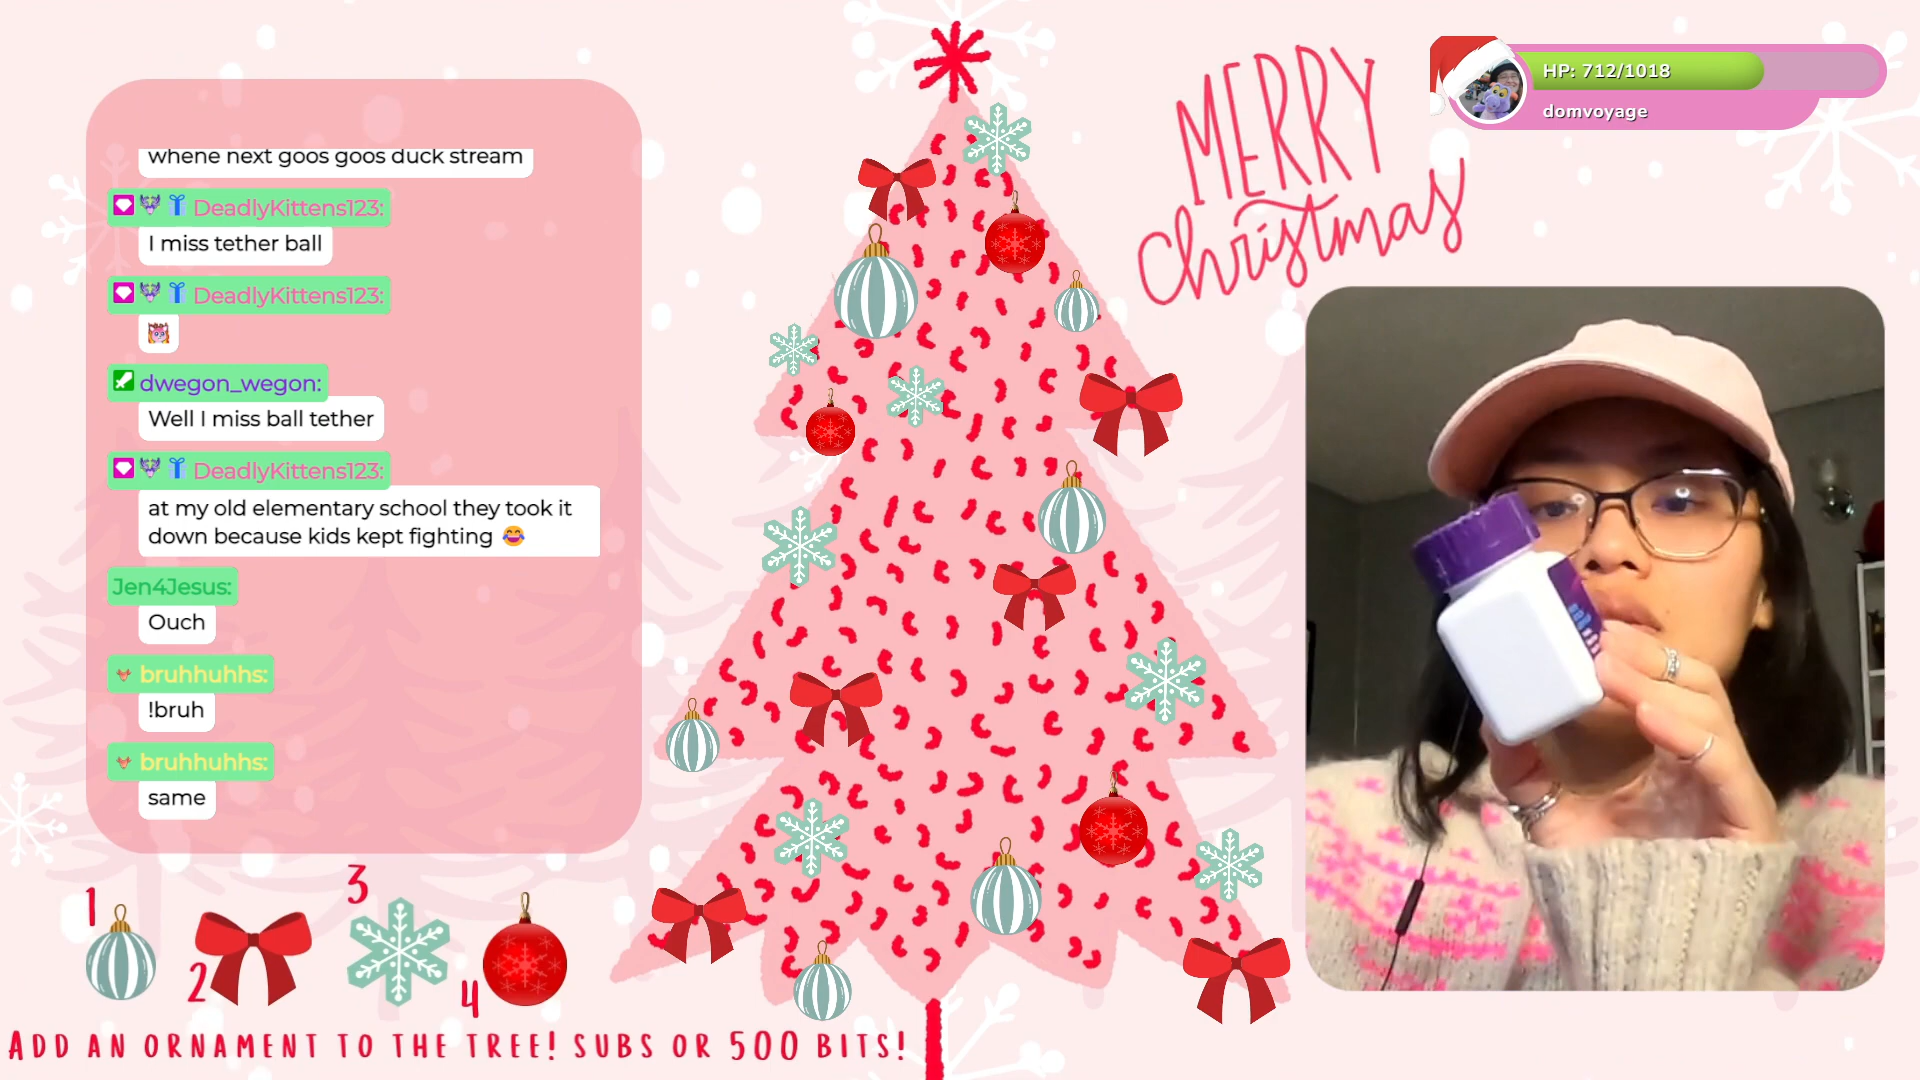 whene next goos goos duck stream
DeadlyKittens123:
I miss tether ball
DeadlyKittens123:
dwegon_wegon:
Well I miss ball tether
DeadlyKittens123:
at my old elementary school they took it
down because kids kept fighting 😂
Jen4Jesus:
Ouch
bruhhuhhs:
!bruh
bruhhuhhs:
same
1
2
3
4
ADD AN ORNAMENT TO THE TREE! SUBS OR 500 BITS!
MERRY
Christmas
HP: 712/1018
domvoyage